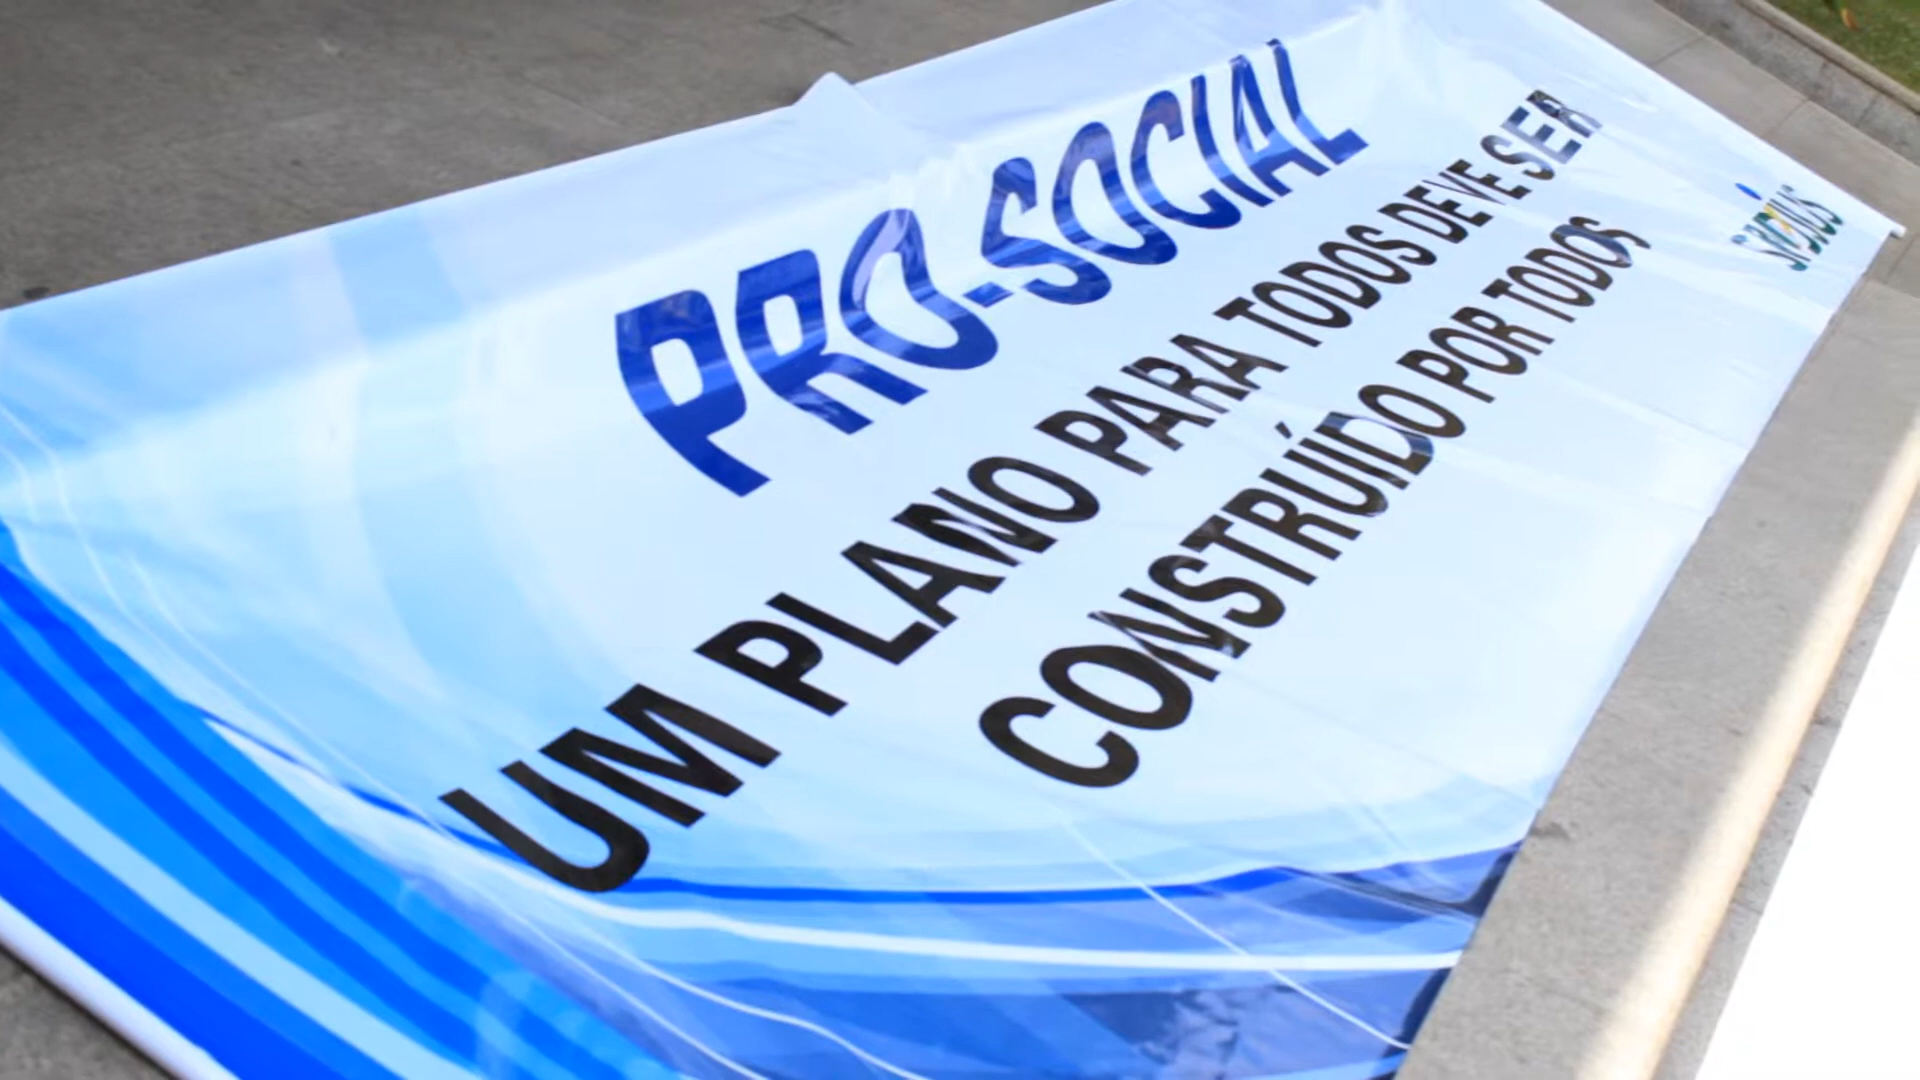 PRO-SOCIAL
UM PLANO PARA TODOS DEVE SER
CONSTRUÍDO POR TODOS